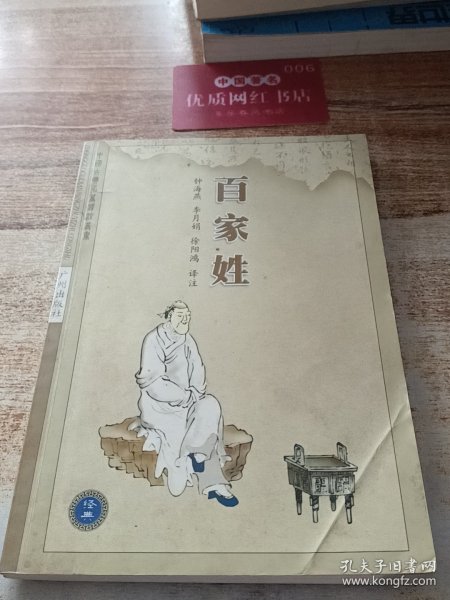 006
中国著名
优质网红书店
百家姓
钟海燕 李月娟 徐阳鸿 译注
广州出版社
经典
孔夫子旧书网
www.kongfz.com